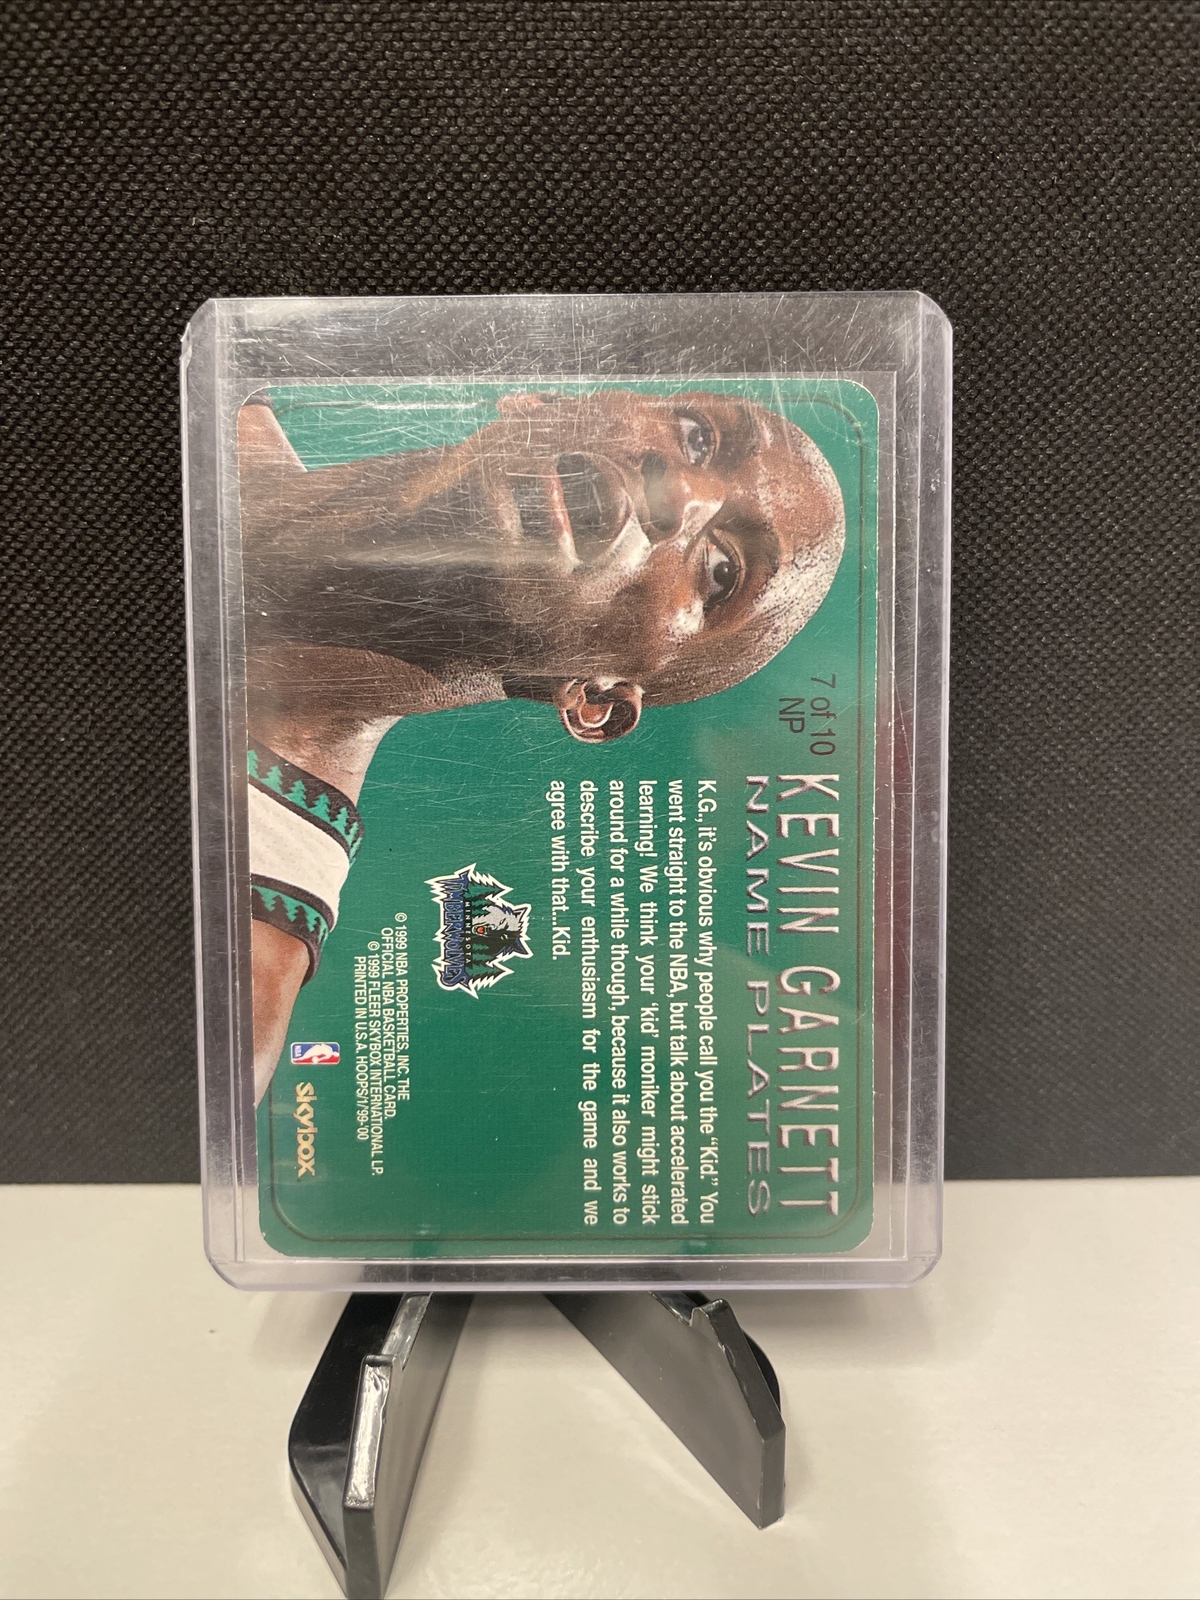 7 of 10
NP
KEVIN GARNETT
NAME PLATES
K.G., it's obvious why people call you the "Kid." You
went straight to the NBA, but talk about accelerated
learning! We think your 'kid' moniker might stick
around for a while though, because it also works to
describe your enthusiasm for the game and we
agree with that...Kid.
MINNESOTA
TIMBERWOLVES
© 1999 NBA PROPERTIES, INC. THE
OFFICIAL NBA BASKETBALL CARD.
© 1999 FLEER SKYBOX INTERNATIONAL LP.
PRINTED IN U.S.A. HOOPS/1/'99-00
NBA
skybox